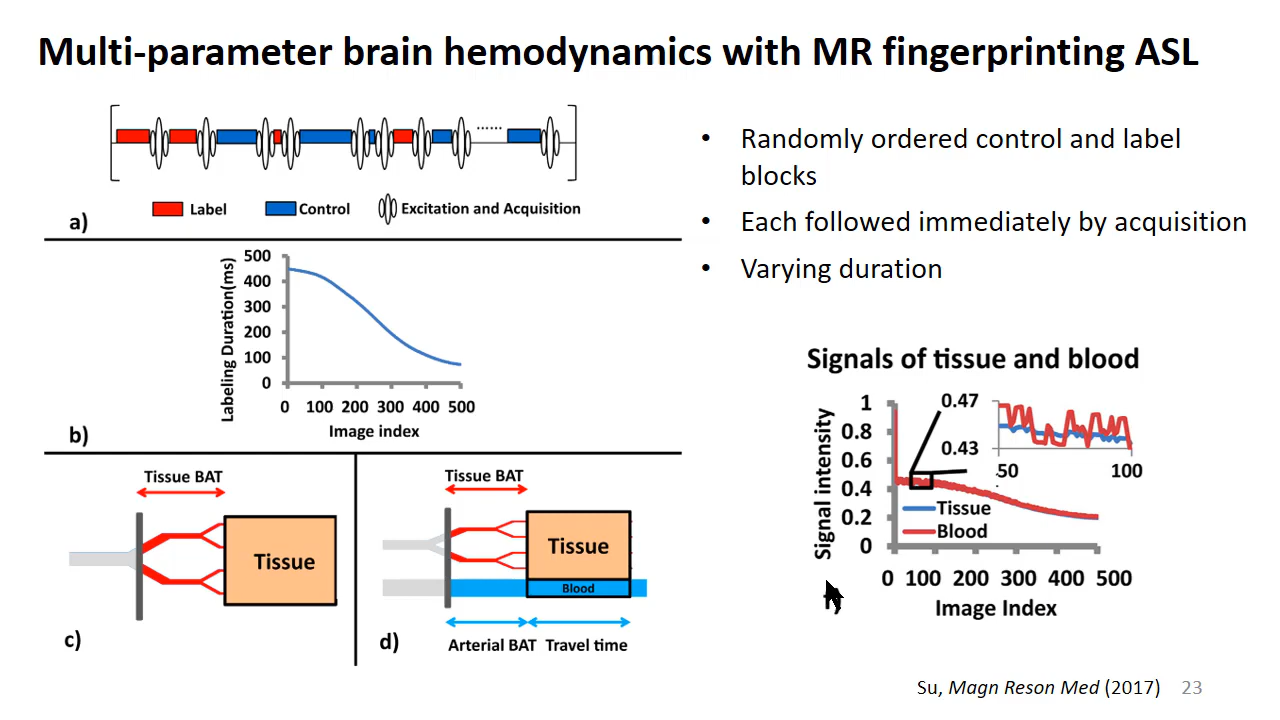 Multi-parameter brain hemodynamics with MR fingerprinting ASL
......
Label
Control
Excitation and Acquisition
a)
• Randomly ordered control and label
blocks
• Each followed immediately by acquisition
• Varying duration
Labeling Duration(ms)
500
400
300
200
100
0
0 100 200 300 400 500
Image index
b)
Tissue BAT
Tissue
c)
Tissue BAT
Tissue
Blood
Arterial BAT Travel time
d)
Signals of tissue and blood
Signal intensity
1
0.8
0.6
0.4
0.2
0
0.47
0.43
50 100
Tissue
Blood
0 100 200 300 400 500
Image Index
Su, Magn Reson Med (2017) 23